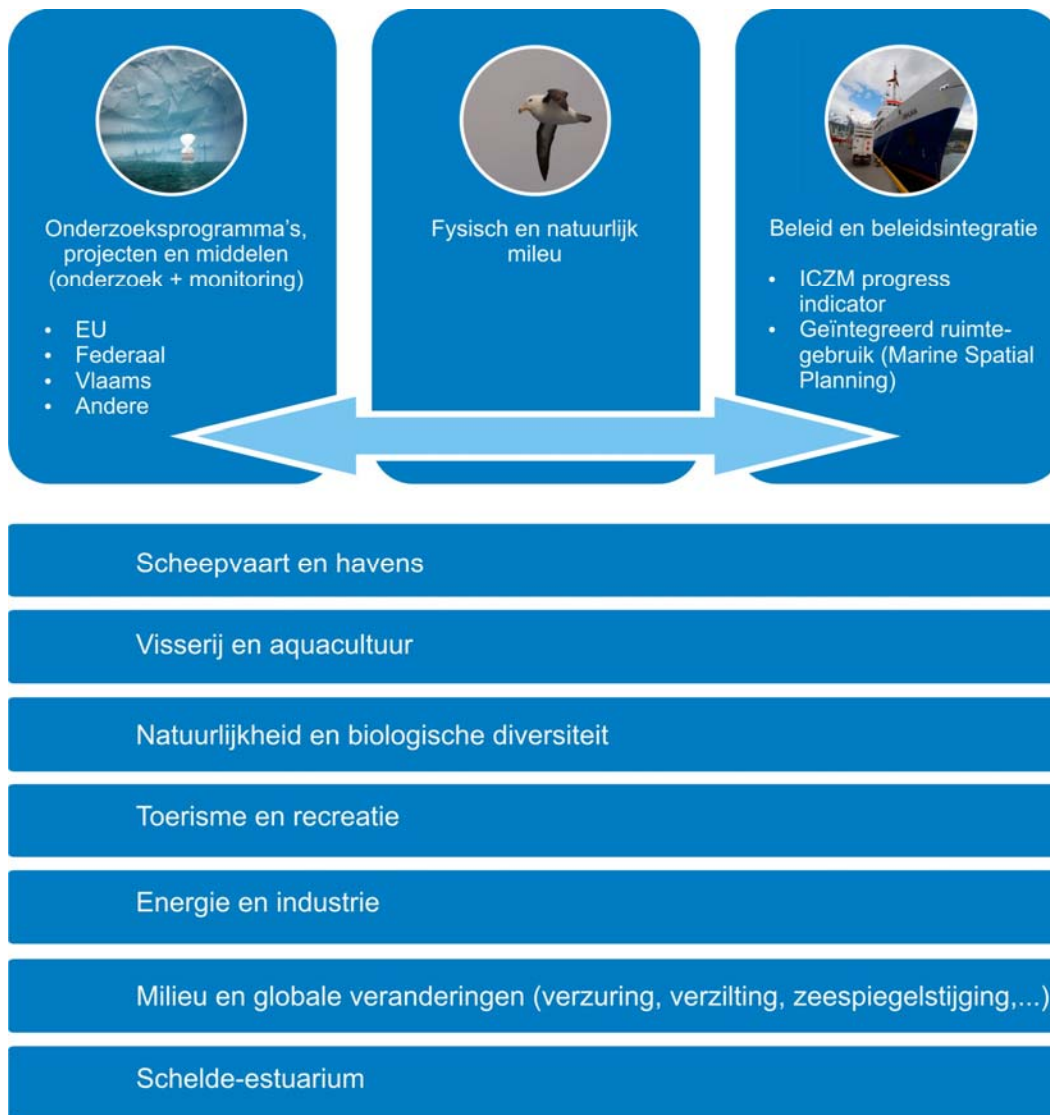 Onderzoeksprogramma's,
projecten en middelen
(onderzoek + monitoring)
• EU
• Federaal
• Vlaams
• Andere
Fysisch en natuurlijk
mileu
Beleid en beleidsintegratie
• ICZM progress
indicator
• Geïntegreerd ruimte-
gebruik (Marine Spatial
Planning)
Scheepvaart en havens
Visserij en aquacultuur
Natuurlijkheid en biologische diversiteit
Toerisme en recreatie
Energie en industrie
Milieu en globale veranderingen (verzuring, verzilting, zeespiegelstijging,...)
Schelde-estuarium